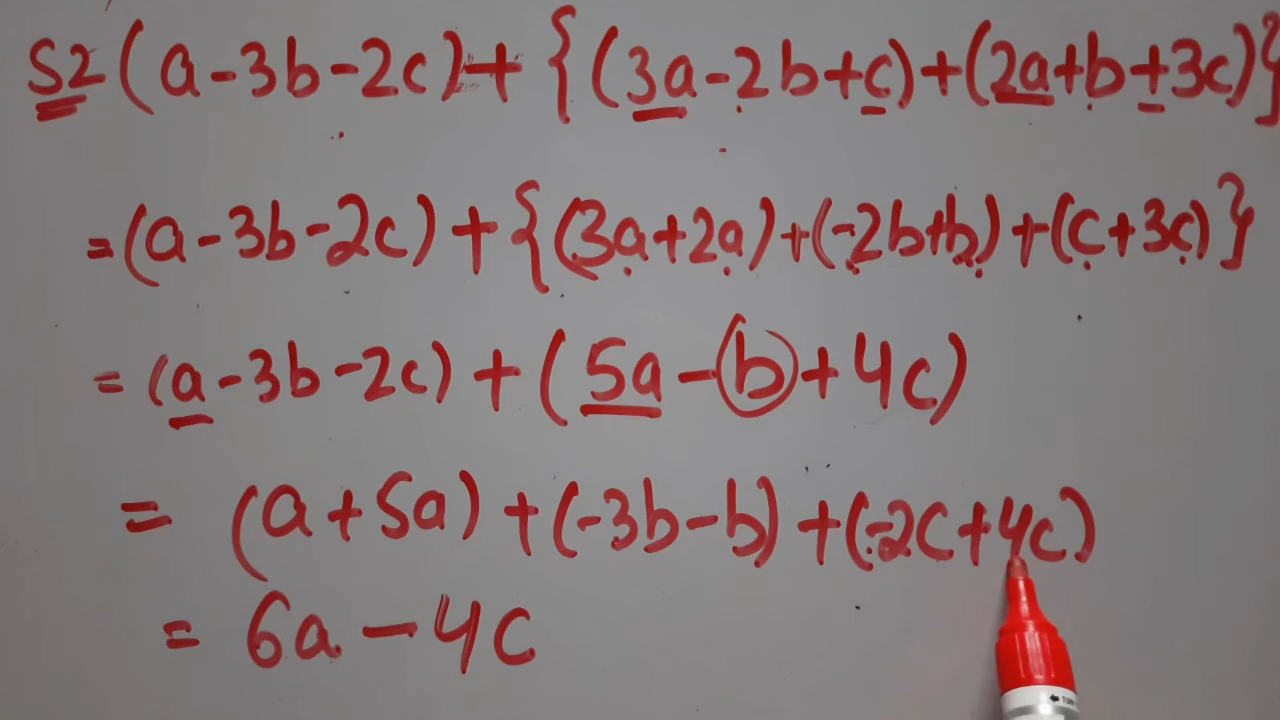 S2 (a-3b-2c)+{(3a-2b+c)+(2a+b+3c)}
=(a-3b-2c)+{(3a+2a)+(-2b+b)+(c+3c)}
=(a-3b-2c)+(5a-b+4c)
=(a+5a)+(-3b-b)+(-2c+4c)
=6a-4c